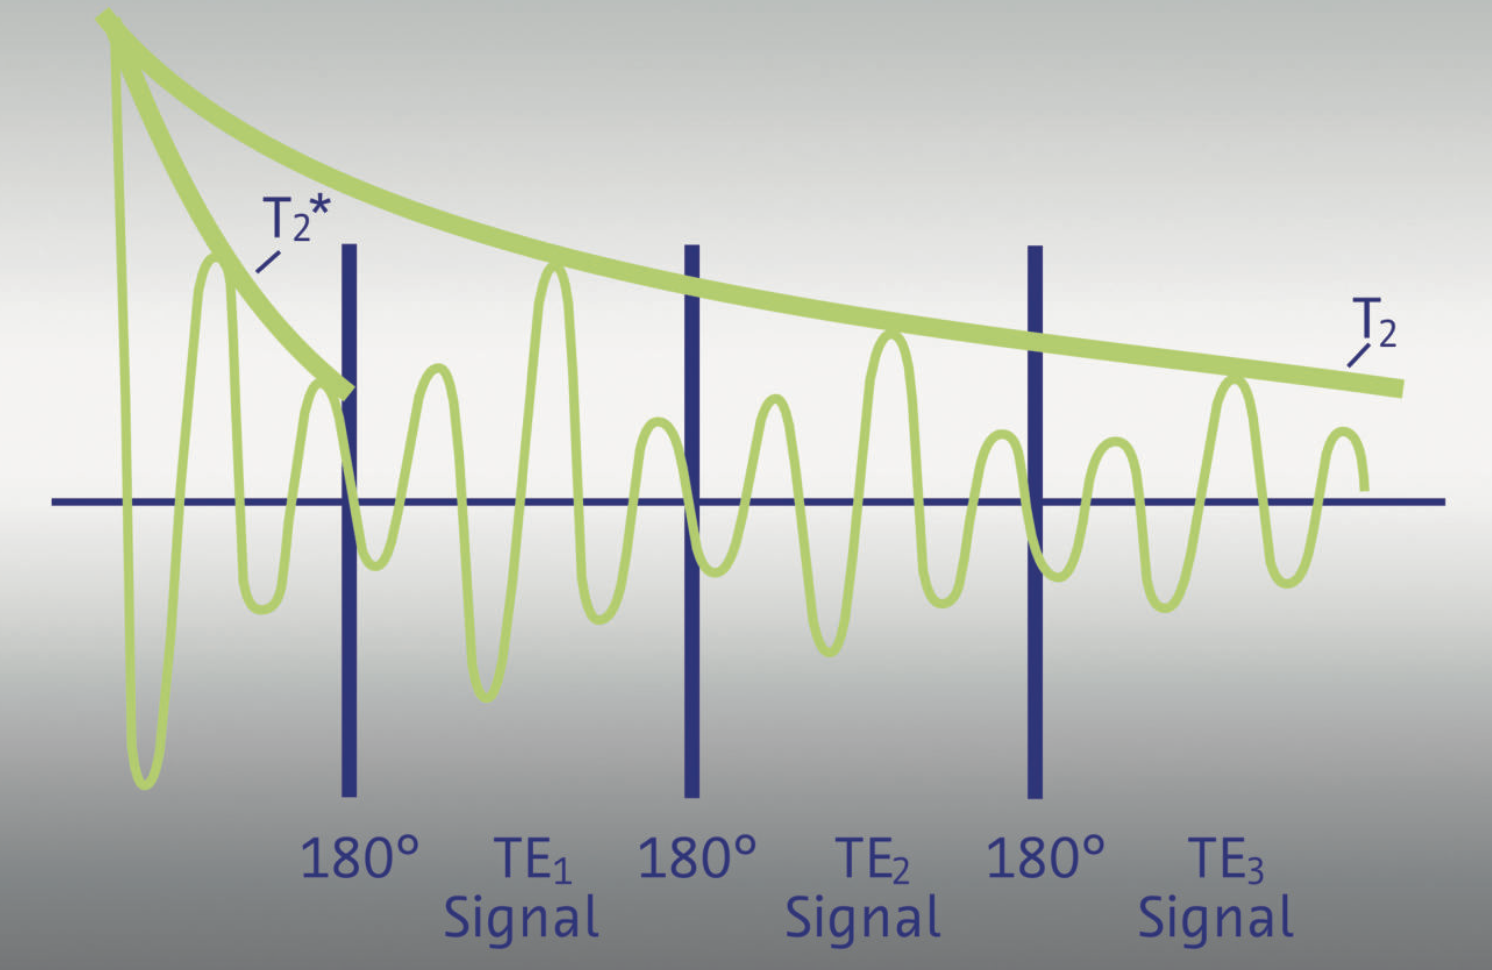 T₂*
T₂
180° TE₁ 180° TE₂ 180° TE₃
Signal Signal Signal